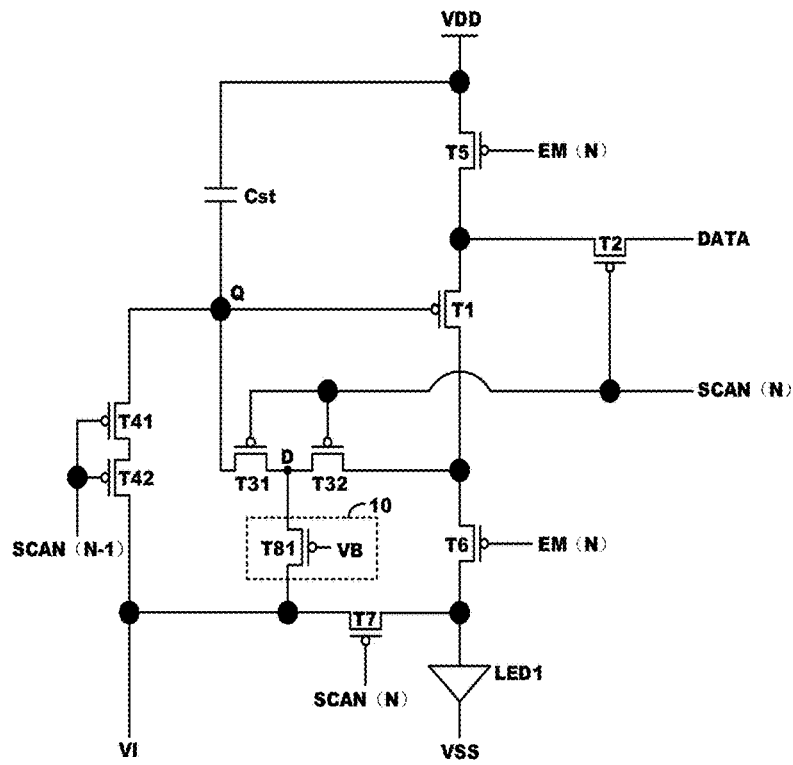 VDD
T5
EM（N）
Cst
T2
DATA
Q
T1
SCAN（N）
T41
D
T31
T32
T42
10
SCAN（N-1）
T81
VB
T6
EM（N）
T7
LED1
SCAN（N）
VI
VSS